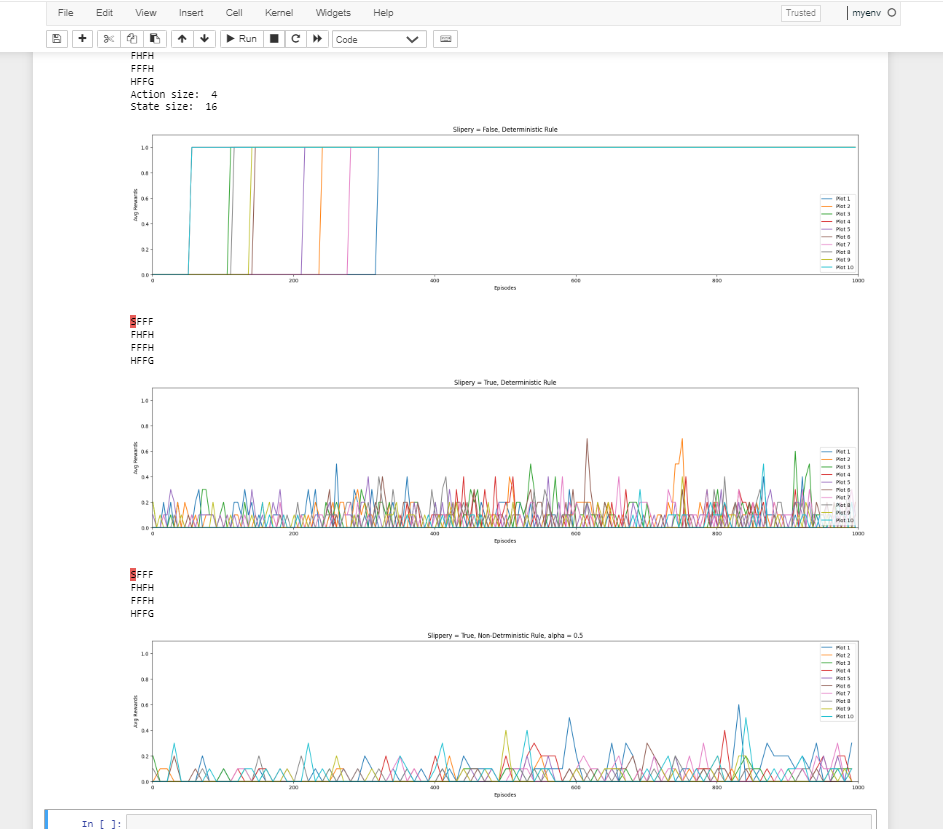 File Edit View Insert Cell Kernel Widgets Help Trusted myenv
Run Code
FHFH
FFFH
HFFG
Action size: 4
State size: 16
Slipery = False, Deterministic Rule
1.0
0.8
0.6
0.4
0.2
0.0
Avg Rewards
Plot 1
Plot 2
Plot 3
Plot 4
Plot 5
Plot 6
Plot 7
Plot 8
Plot 9
Plot 10
0 200 400 600 800 1000
Episodes
SFFF
FHFH
FFFH
HFFG
Slipery = True, Deterministic Rule
1.0
0.8
0.6
0.4
0.2
0.0
Avg Rewards
Plot 1
Plot 2
Plot 3
Plot 4
Plot 5
Plot 6
Plot 7
Plot 8
Plot 9
Plot 10
0 200 400 600 800 1000
Episodes
SFFF
FHFH
FFFH
HFFG
Slippery = True, Non-Detrministic Rule, alpha = 0.5
1.0
0.8
0.6
0.4
0.2
0.0
Avg Rewards
Plot 1
Plot 2
Plot 3
Plot 4
Plot 5
Plot 6
Plot 7
Plot 8
Plot 9
Plot 10
0 200 400 600 800 1000
Episodes
In [ ]: